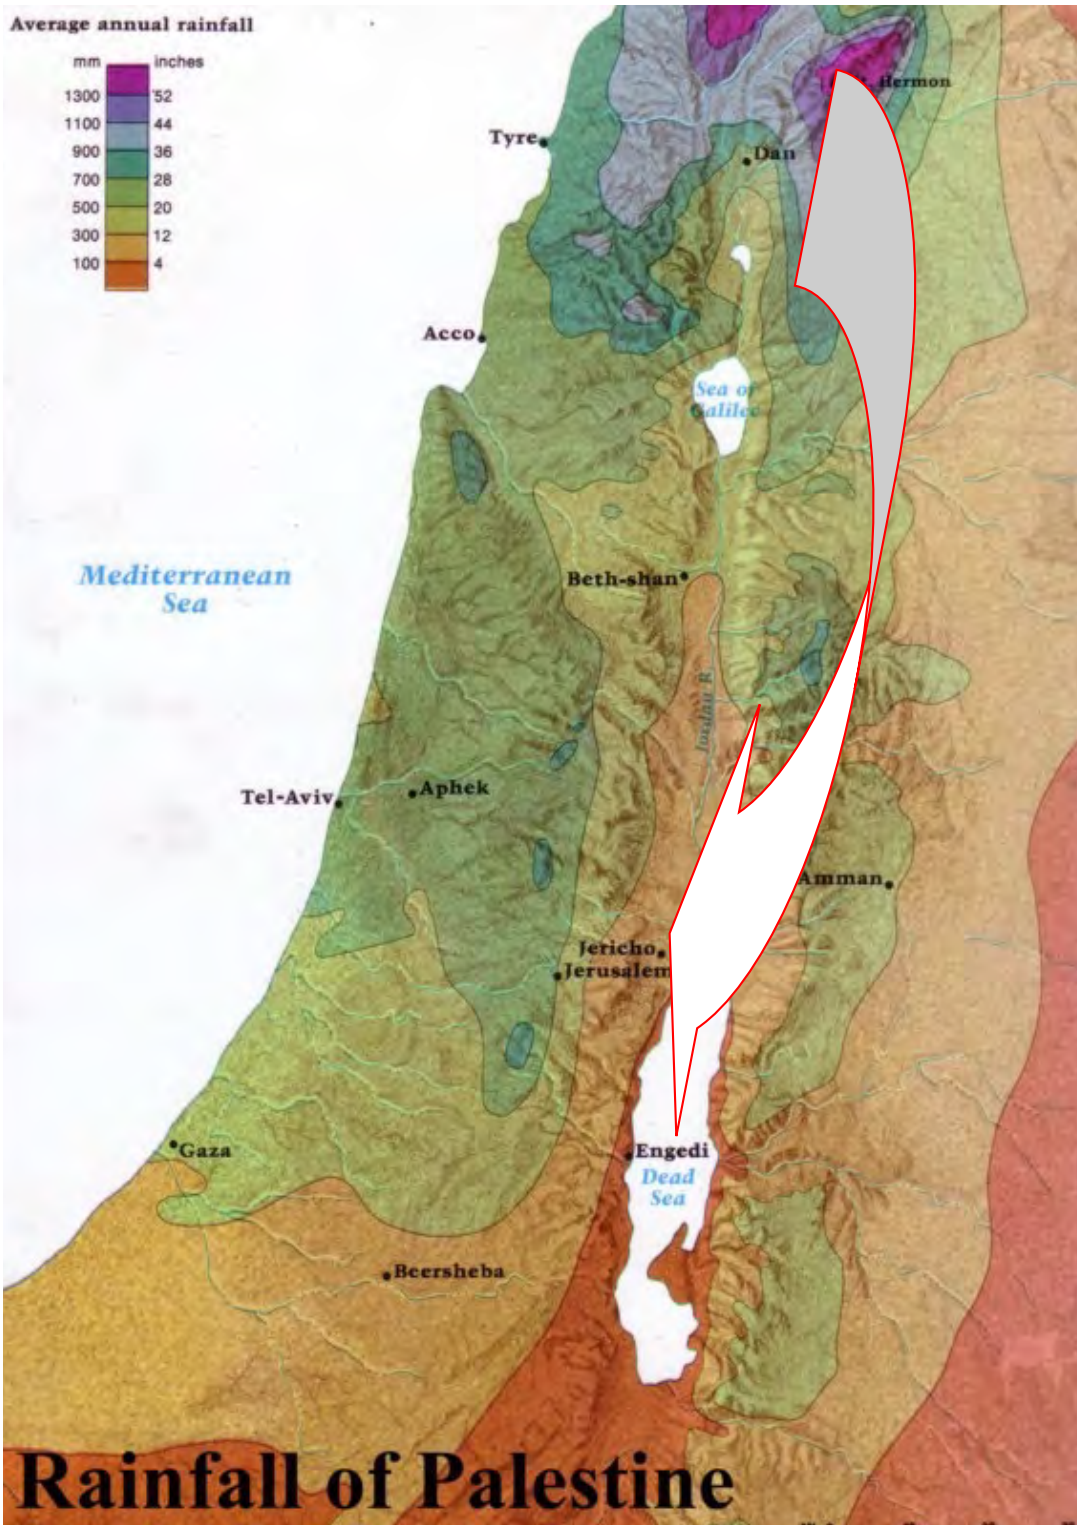 Average annual rainfall
mm inches
1300 52
1100 44
900 36
700 28
500 20
300 12
100 4
Hermon
Tyre
Dan
Acco
Sea of
Galilee
Mediterranean
Sea
Beth-shan
Jordan R
Tel-Aviv
Aphek
Amman
Jericho
Jerusalem
Gaza
Engedi
Dead
Sea
Beersheba
Rainfall of Palestine